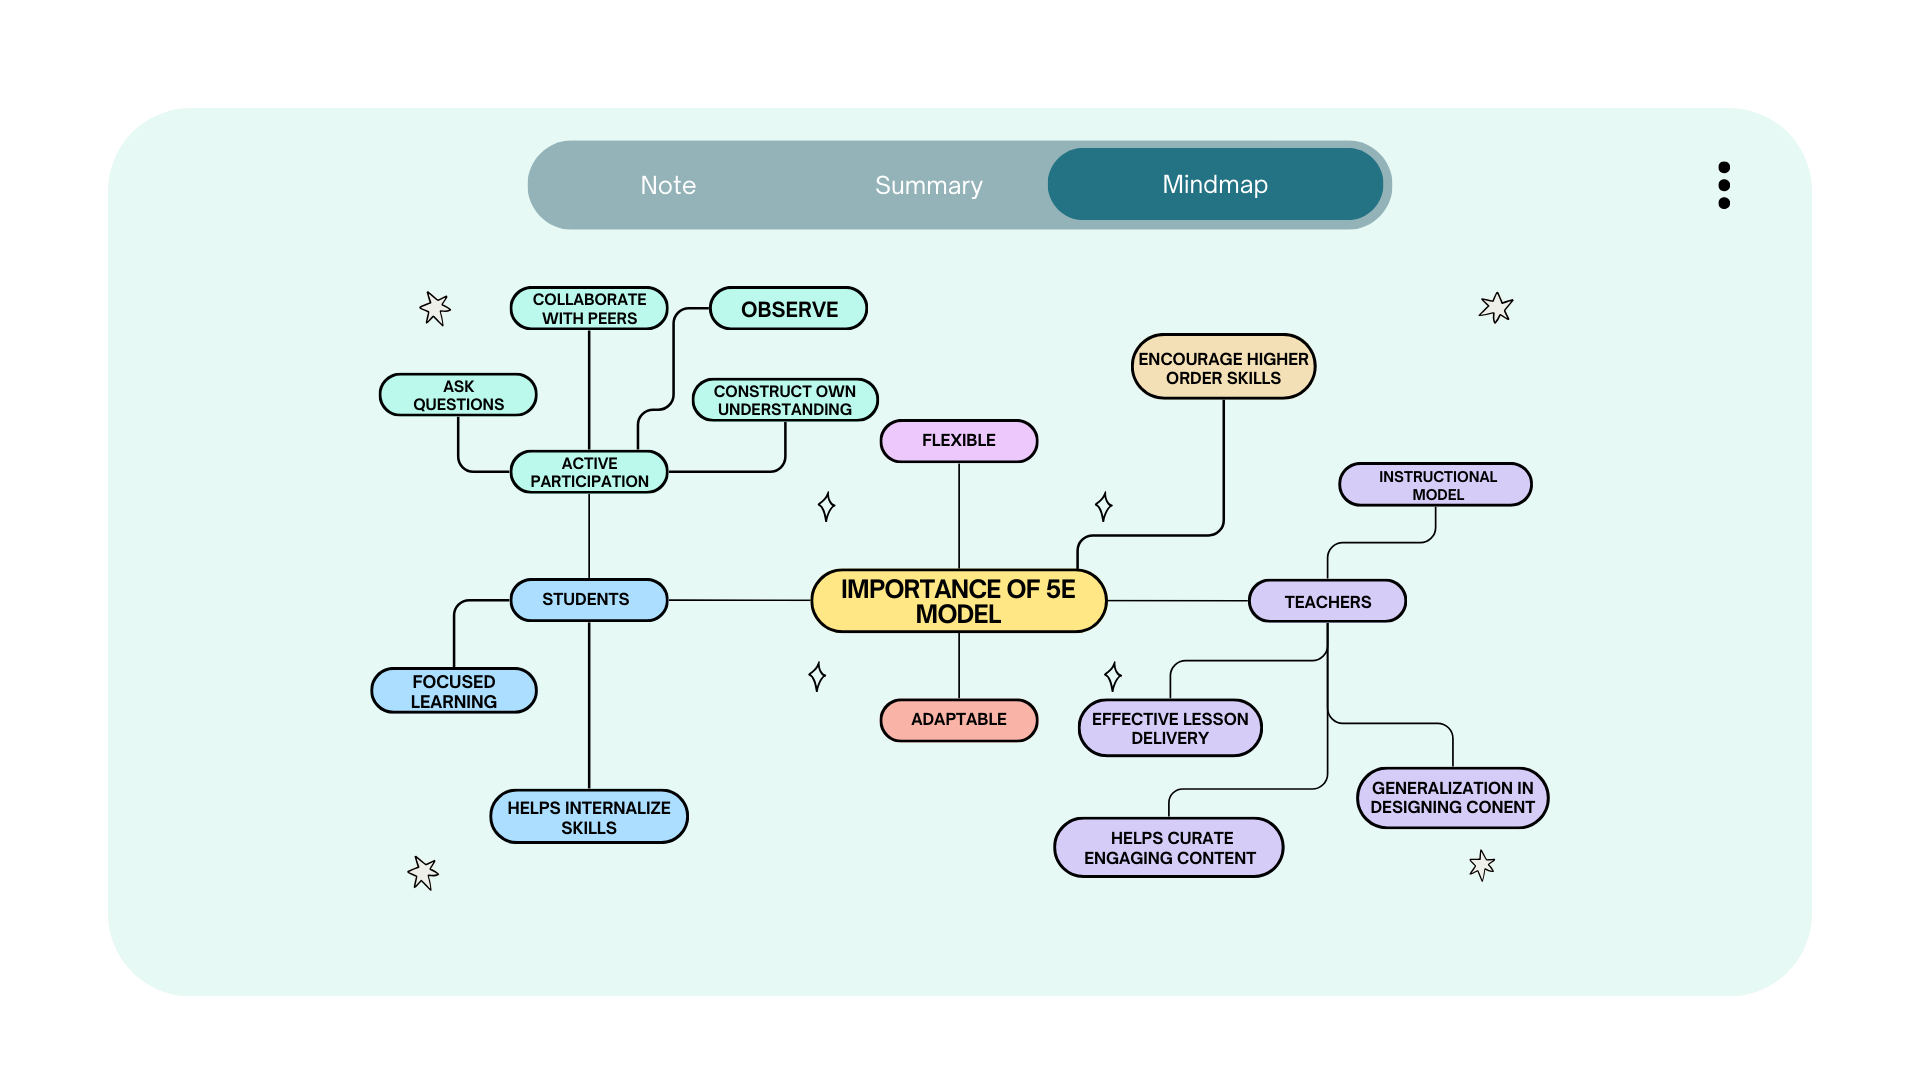 Note
Summary
Mindmap
COLLABORATE
WITH PEERS
OBSERVE
ASK
QUESTIONS
CONSTRUCT OWN
UNDERSTANDING
ACTIVE
PARTICIPATION
FLEXIBLE
ENCOURAGE HIGHER
ORDER SKILLS
INSTRUCTIONAL
MODEL
STUDENTS
IMPORTANCE OF 5E
MODEL
TEACHERS
FOCUSED
LEARNING
ADAPTABLE
EFFECTIVE LESSON
DELIVERY
HELPS INTERNALIZE
SKILLS
GENERALIZATION IN
DESIGNING CONENT
HELPS CURATE
ENGAGING CONTENT